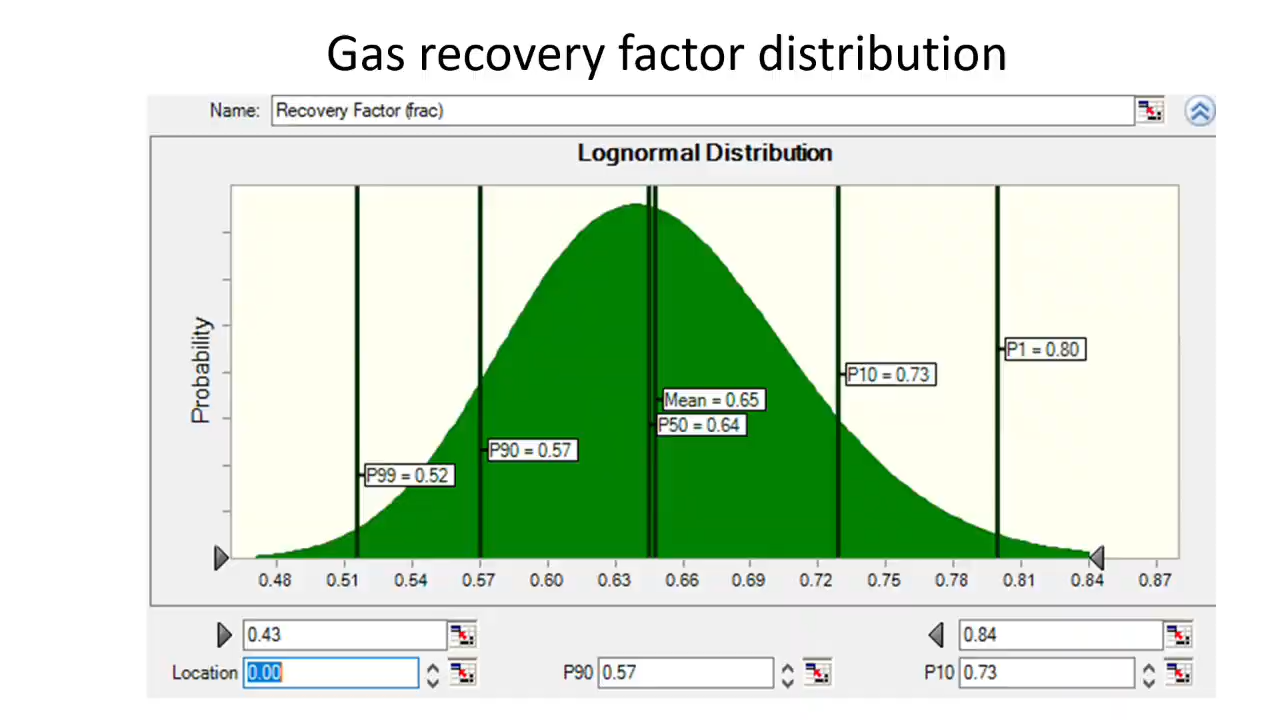 Gas recovery factor distribution
Name: Recovery Factor (frac)
Lognormal Distribution
Probability
P1 = 0.80
P10 = 0.73
Mean = 0.65
P50 = 0.64
P90 = 0.57
P99 = 0.52
0.48 0.51 0.54 0.57 0.60 0.63 0.66 0.69 0.72 0.75 0.78 0.81 0.84 0.87
0.43 0.84
Location 0.00 P90 0.57 P10 0.73